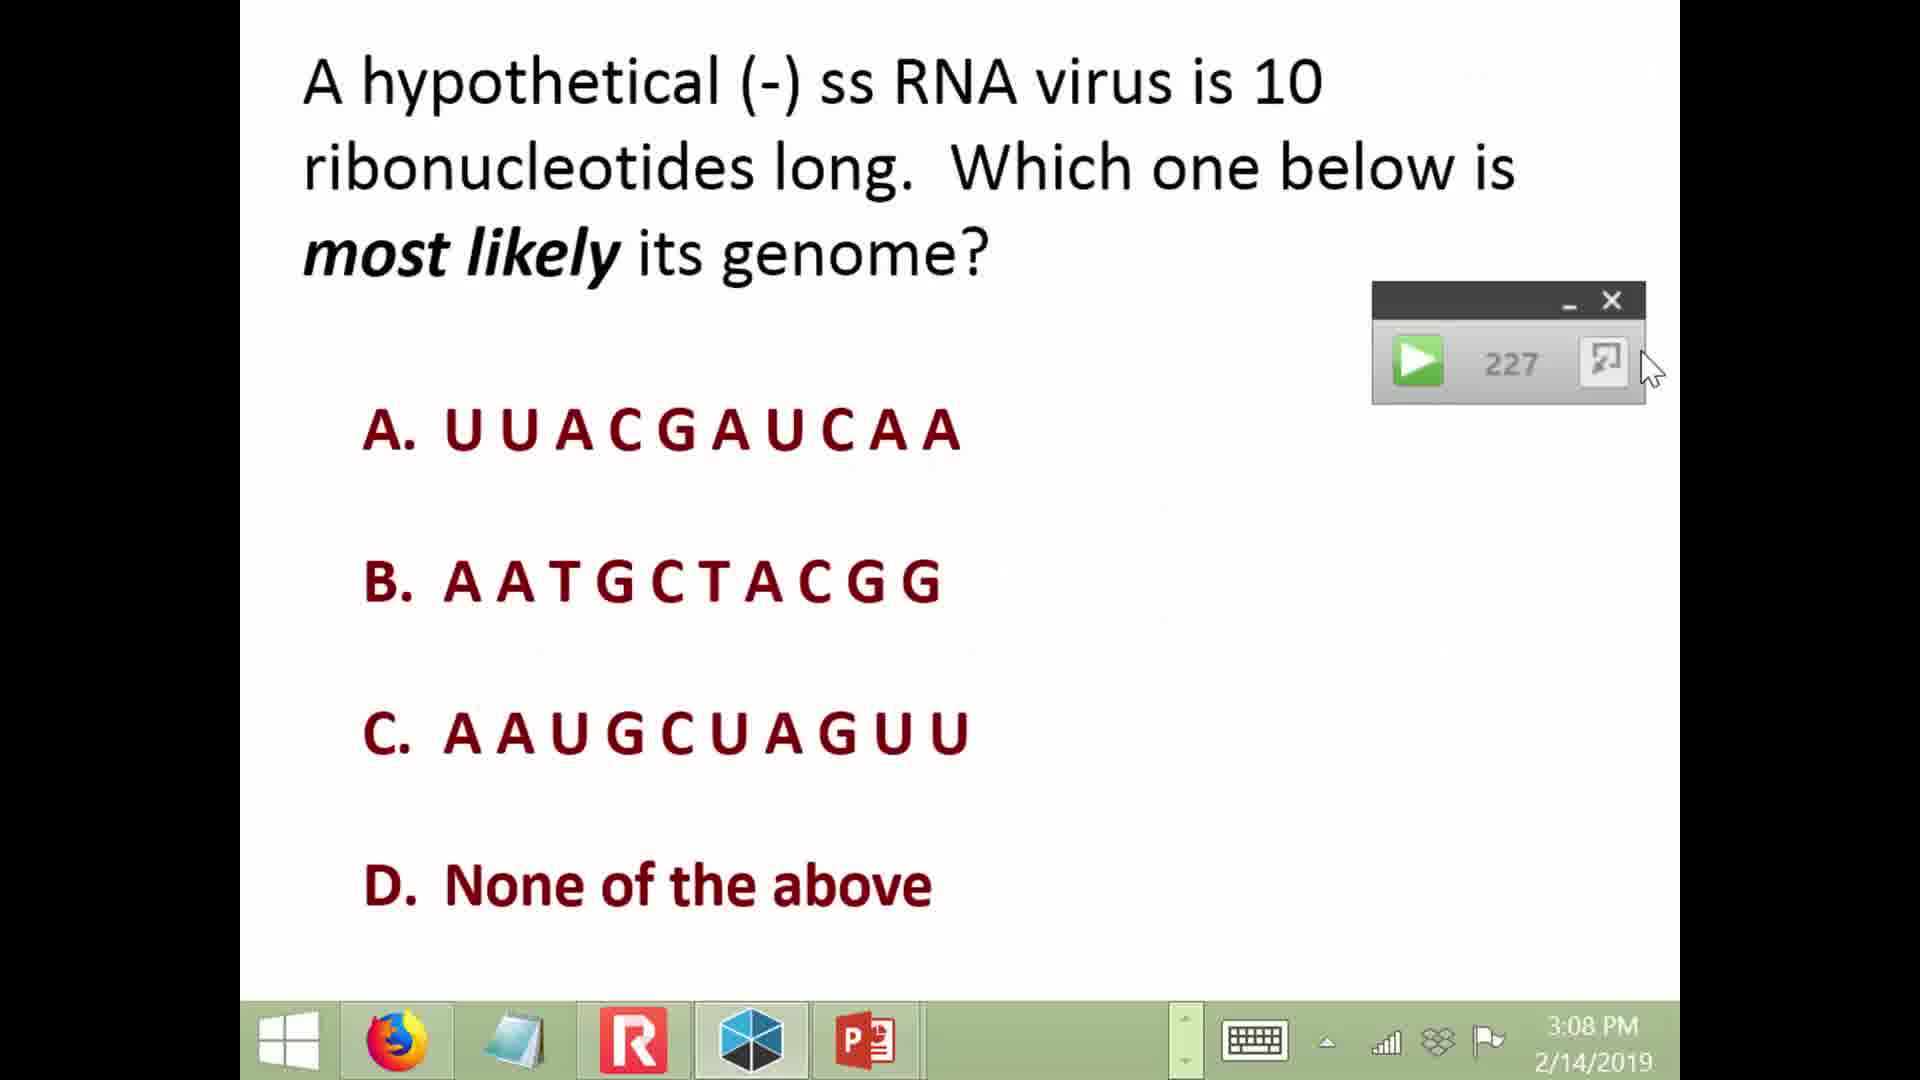 A hypothetical (-) ss RNA virus is 10
ribonucleotides long. Which one below is
most likely its genome?
227
A. U U A C G A U C A A
B. A A T G C T A C G G
C. A A U G C U A G U U
D. None of the above
3:08 PM
2/14/2019